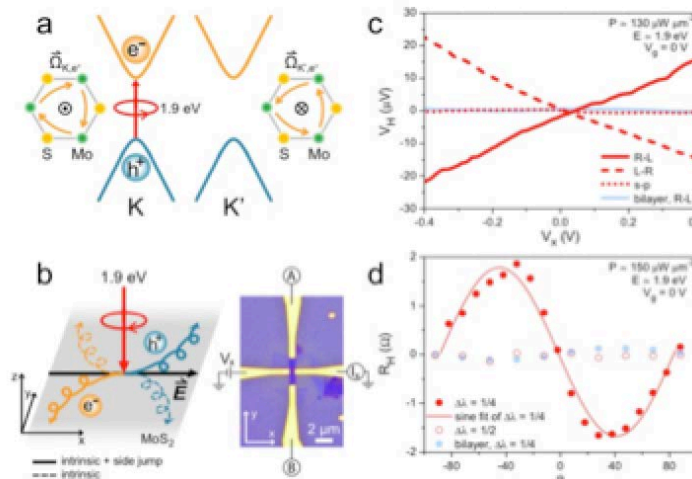 a
e⁻
Ω⃗K,e⁻
Ω⃗K',e⁻
1.9 eV
S Mo
h⁺
S Mo
K K'
b
1.9 eV
h⁺
E⃗
e⁻
z
y
x
MoS₂
intrinsic + side jump
intrinsic
A
Vₓ
Iₓ
y
x
2 μm
B
c
P = 130 μW μm⁻²
E = 1.9 eV
Vg = 0 V
30
20
10
0
-10
-20
-30
VH (μV)
R-L
L-R
s-p
bilayer, R-L
-0.4 -0.2 0.0 0.2 0.4
Vₓ (V)
d
P = 150 μW μm⁻²
E = 1.9 eV
Vg = 0 V
2
1
0
-1
-2
RH (Ω)
Δλ = 1/4
sine fit of Δλ = 1/4
Δλ = 1/2
bilayer, Δλ = 1/4
-80 -40 0 40 80